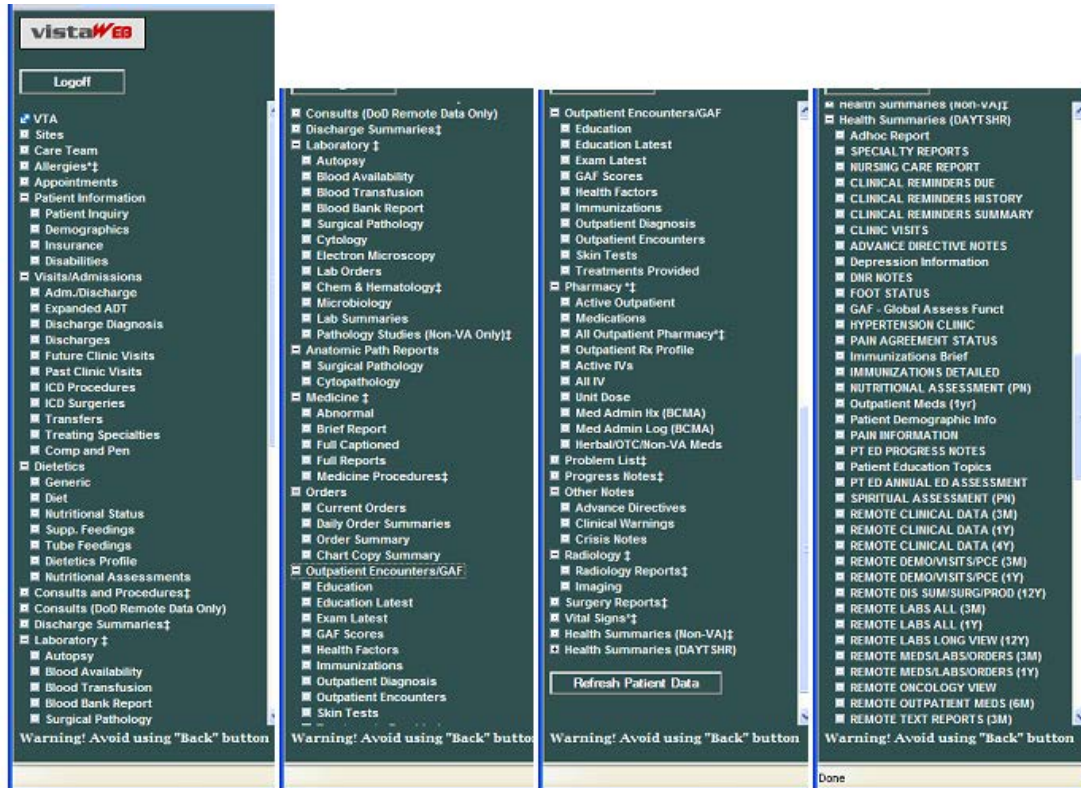 vistaWEB
Logoff
VTA
Sites
Care Team
Allergies*‡
Appointments
Patient Information
Patient Inquiry
Demographics
Insurance
Disabilities
Visits/Admissions
Adm./Discharge
Expanded ADT
Discharge Diagnosis
Discharges
Future Clinic Visits
Past Clinic Visits
ICD Procedures
ICD Surgeries
Transfers
Treating Specialties
Comp and Pen
Dietetics
Generic
Diet
Nutritional Status
Supp. Feedings
Tube Feedings
Dietetics Profile
Nutritional Assessments
Consults and Procedures‡
Consults (DoD Remote Data Only)
Discharge Summaries‡
Laboratory ‡
Autopsy
Blood Availability
Blood Transfusion
Blood Bank Report
Surgical Pathology
Warning! Avoid using "Back" button
Consults (DoD Remote Data Only)
Discharge Summaries‡
Laboratory ‡
Autopsy
Blood Availability
Blood Transfusion
Blood Bank Report
Surgical Pathology
Cytology
Electron Microscopy
Lab Orders
Chem & Hematology‡
Microbiology
Lab Summaries
Pathology Studies (Non-VA Only)‡
Anatomic Path Reports
Surgical Pathology
Cytopathology
Medicine ‡
Abnormal
Brief Report
Full Captioned
Full Reports
Medicine Procedures‡
Orders
Current Orders
Daily Order Summaries
Order Summary
Chart Copy Summary
Outpatient Encounters/GAF
Education
Education Latest
Exam Latest
GAF Scores
Health Factors
Immunizations
Outpatient Diagnosis
Outpatient Encounters
Skin Tests
Warning! Avoid using "Back" butto
Outpatient Encounters/GAF
Education
Education Latest
Exam Latest
GAF Scores
Health Factors
Immunizations
Outpatient Diagnosis
Outpatient Encounters
Skin Tests
Treatments Provided
Pharmacy *‡
Active Outpatient
Medications
All Outpatient Pharmacy*‡
Outpatient Rx Profile
Active IVs
All IV
Unit Dose
Med Admin Hx (BCMA)
Med Admin Log (BCMA)
Herbal/OTC/Non-VA Meds
Problem List‡
Progress Notes‡
Other Notes
Advance Directives
Clinical Warnings
Crisis Notes
Radiology ‡
Radiology Reports‡
Imaging
Surgery Reports‡
Vital Signs*‡
Health Summaries (Non-VA)‡
Health Summaries (DAYTSHR)
Refresh Patient Data
Warning! Avoid using "Back" button
Health Summaries (Non-VA)‡
Health Summaries (DAYTSHR)
Adhoc Report
SPECIALTY REPORTS
NURSING CARE REPORT
CLINICAL REMINDERS DUE
CLINICAL REMINDERS HISTORY
CLINICAL REMINDERS SUMMARY
CLINIC VISITS
ADVANCE DIRECTIVE NOTES
Depression Information
DNR NOTES
FOOT STATUS
GAF - Global Assess Funct
HYPERTENSION CLINIC
PAIN AGREEMENT STATUS
Immunizations Brief
IMMUNIZATIONS DETAILED
NUTRITIONAL ASSESSMENT (PN)
Outpatient Meds (1yr)
Patient Demographic Info
PAIN INFORMATION
PT ED PROGRESS NOTES
Patient Education Topics
PT ED ANNUAL ED ASSESSMENT
SPIRITUAL ASSESSMENT (PN)
REMOTE CLINICAL DATA (3M)
REMOTE CLINICAL DATA (1Y)
REMOTE CLINICAL DATA (4Y)
REMOTE DEMO/VISITS/PCE (3M)
REMOTE DEMO/VISITS/PCE (1Y)
REMOTE DIS SUM/SURG/PROD (12Y)
REMOTE LABS ALL (3M)
REMOTE LABS ALL (1Y)
REMOTE LABS LONG VIEW (12Y)
REMOTE MEDS/LABS/ORDERS (3M)
REMOTE MEDS/LABS/ORDERS (1Y)
REMOTE ONCOLOGY VIEW
REMOTE OUTPATIENT MEDS (6M)
REMOTE TEXT REPORTS (3M)
Warning! Avoid using "Back" button
Done